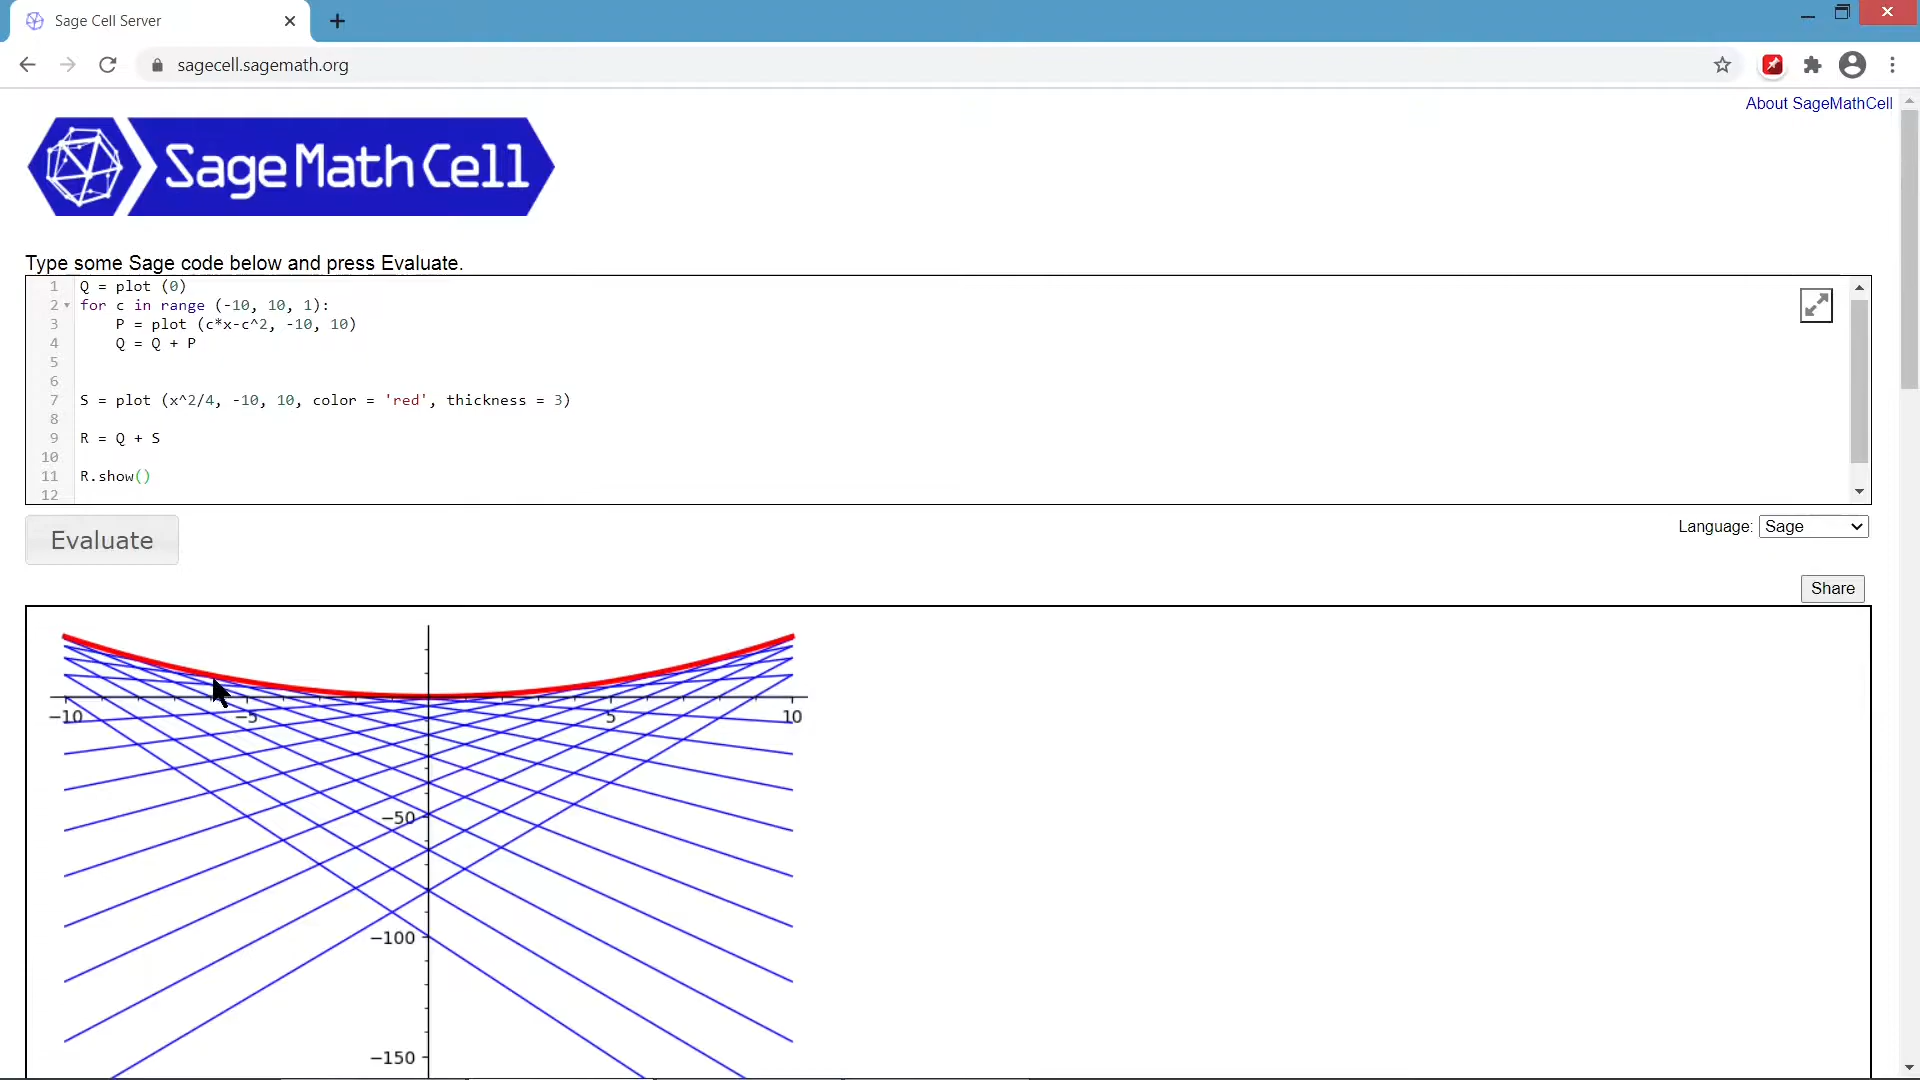 Sage Cell Server
sagecell.sagemath.org
About SageMathCell
SageMathCell
Type some Sage code below and press Evaluate.
1 Q = plot (0)
2 for c in range (-10, 10, 1):
3 P = plot (c*x-c^2, -10, 10)
4 Q = Q + P
5
6
7 S = plot (x^2/4, -10, 10, color = 'red', thickness = 3)
8
9 R = Q + S
10
11 R.show()
12
Evaluate
Language: Sage
Share
−10 −5 5 10
−50
−100
−150